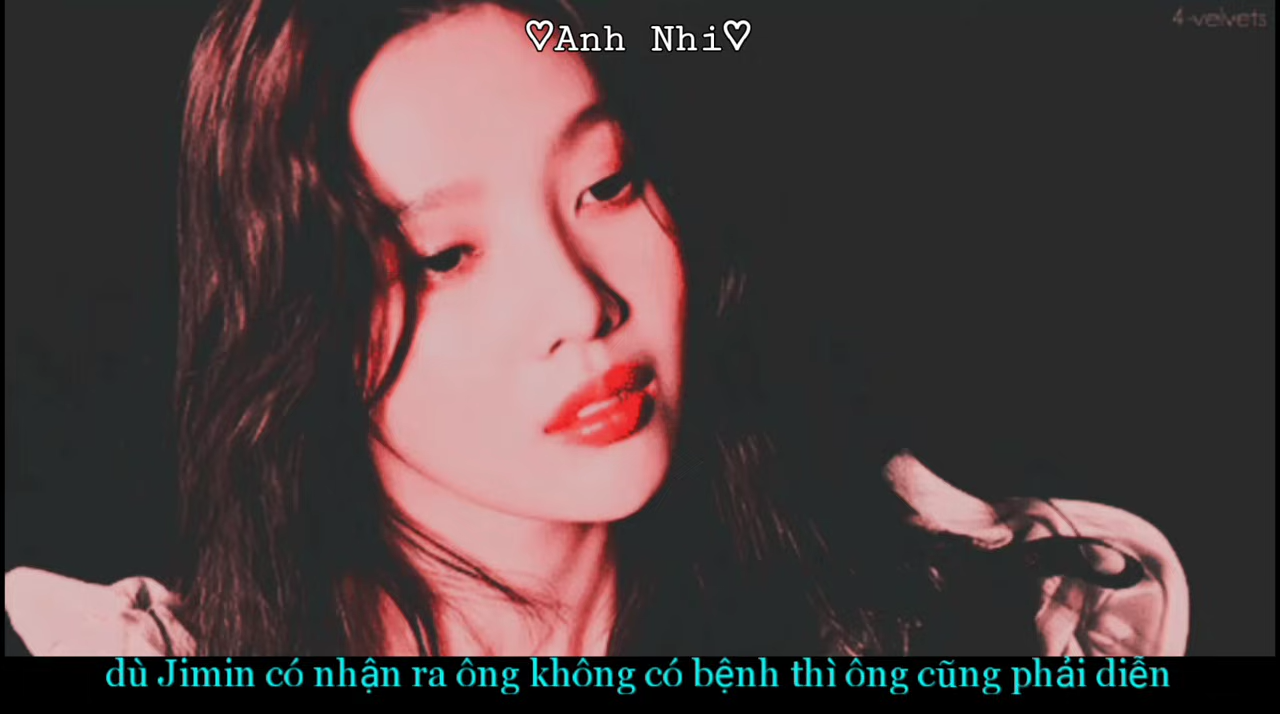 4-velvets
♡Anh Nhi♡
dù Jimin có nhận ra ông không có bệnh thì ông cũng phải diễn